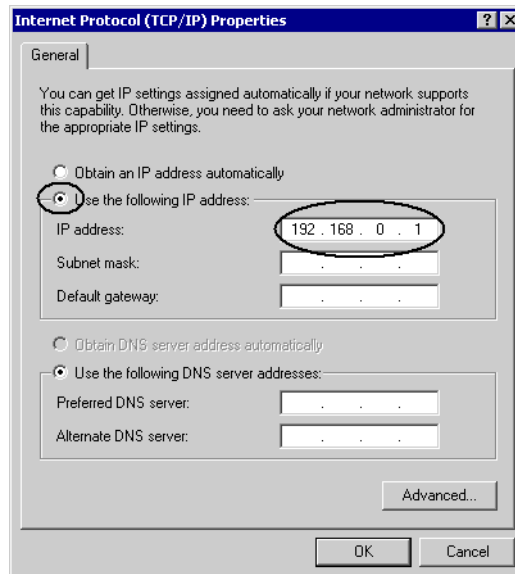 Internet Protocol (TCP/IP) Properties
General
You can get IP settings assigned automatically if your network supports
this capability. Otherwise, you need to ask your network administrator for
the appropriate IP settings.
Obtain an IP address automatically
Use the following IP address:
IP address: 192 . 168 . 0 . 1
Subnet mask: . . .
Default gateway: . . .
Obtain DNS server address automatically
Use the following DNS server addresses:
Preferred DNS server: . . .
Alternate DNS server: . . .
Advanced...
OK Cancel